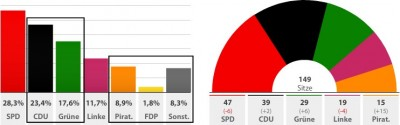 28,3% 23,4% 17,6% 11,7% 8,9% 1,8% 8,3%
SPD CDU Grüne Linke Pirat. FDP Sonst.
149
Sitze
47 39 29 19 15
(-6) (+2) (+6) (-4) (+15)
SPD CDU Grüne Linke Pirat.